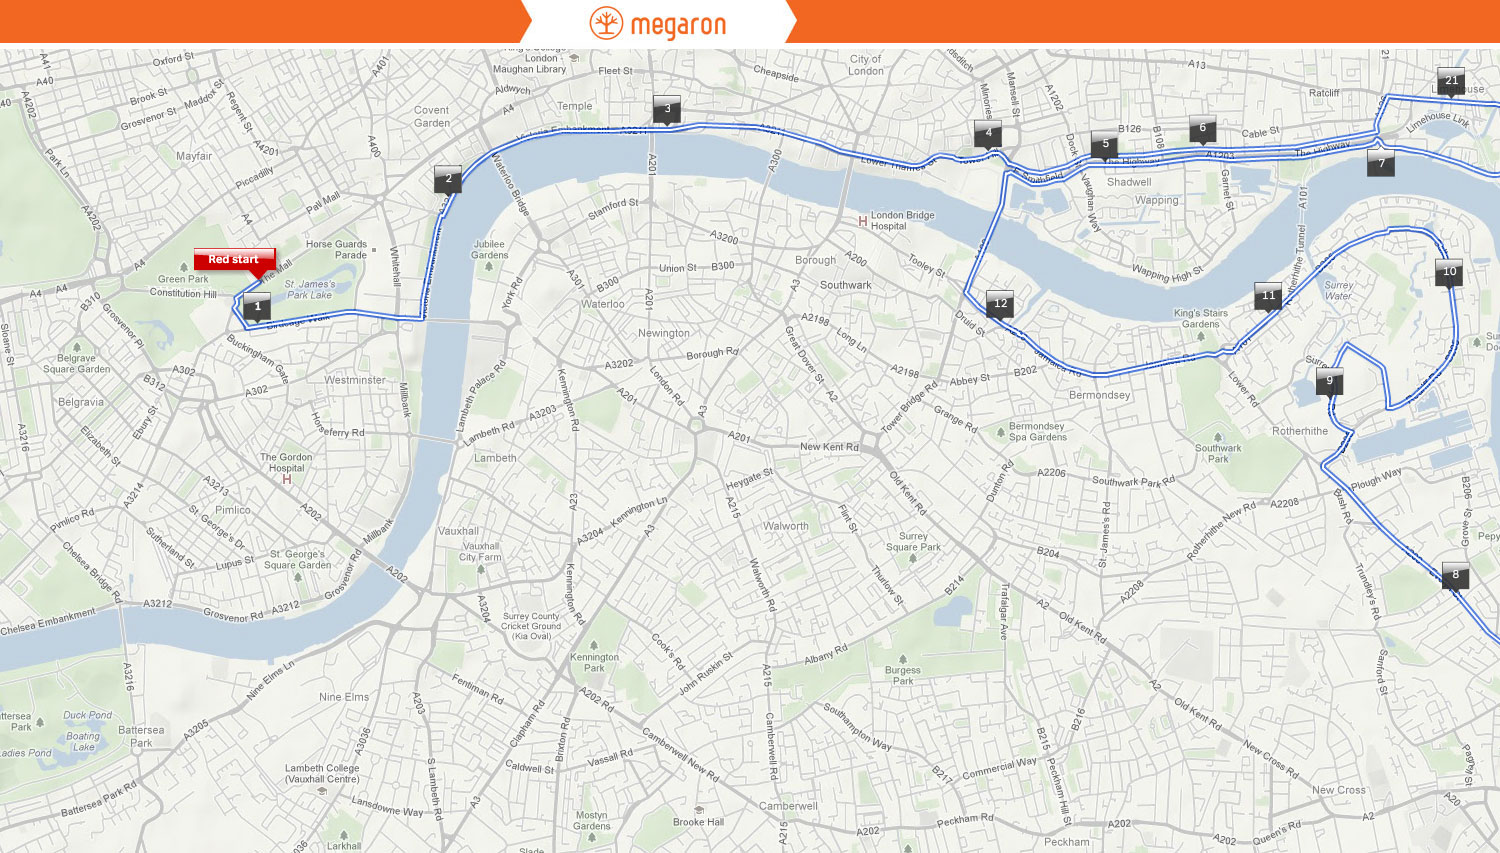 megaron
Oxford St
A41
A40
A401
London
Maughan Library
Fleet St
Cheapside
City of
London
A13
A4202
Brook St
Maddox St
Grosvenor St
Regent St
A4201
Aldwych
A4
Temple
Covent
Garden
A400
Minories
Mansell St
A1202
Dock St
B126
B108
Cable St
Ratcliff
21
Limehouse Link
3
4
5
6
7
Mayfair
Park Ln
Piccadilly
Pall Mall
2
Waterloo Bridge
Victoria Embankment
A3211
A201
A300
Lower Thames St
The Highway
A1203
The Highway
Shadwell
Wapping
Vaughan Way
Garnet St
A101
A4202
A4
Red start
The Mall
Green Park
Constitution Hill
St. James's
Park Lake
Horse Guards
Parade
Whitehall
Jubilee
Gardens
Stamford St
A3200
London Bridge
Hospital
H
Tooley St
Wapping High St
Rotherhithe Tunnel
Surrey
Water
10
11
12
1
Birdcage Walk
Victoria Embankment
York Rd
A301
B300
Union St
B300
Borough
Southwark
A3
Waterloo
A201
Newington
A2198
Long Ln
Great Dover St
Druid St
King's Stairs
Gardens
Sloane St
B310
Grosvenor Pl
Belgrave
Square Garden
Buckingham Gate
A302
B312
A302
Westminster
Belgravia
Ebury St
Millbank
Lambeth Palace Rd
Kennington Rd
A3202
Borough Rd
London Rd
A201
A3
A2198
A2
Abbey St
B202
Jamaica Rd
Bermondsey
Lower Rd
9
Rotherhithe
A3216
Elizabeth St
Horseferry Rd
Lambeth Rd
A3203
Lambeth
A201
New Kent Rd
Tower Bridge Rd
Grange Rd
Bermondsey
Spa Gardens
Southwark
Park
The Gordon
Hospital
H
A3213
A3214
Heygate St
A215
Old Kent Rd
Dunton Rd
A2206
Southwark Park Rd
A2208
Plough Way
B206
Grove St
Pimlico Rd
Pimlico
A202
St. George's Dr
Sutherland St
Lupus St
St. George's
Square Garden
Millbank
Vauxhall
Vauxhall
City Farm
A23
A3204
Kennington Ln
A3
Walworth
Flint St
Surrey
Square Park
St James's Rd
Rotherhithe New Rd
Bush Rd
B204
8
Chelsea Bridge Rd
A3212
Grosvenor Rd
A3212
Grosvenor Rd
A202
Chelsea Embankment
A3204
Kennington Rd
Surrey County
Cricket Ground
(Kia Oval)
Walworth Rd
Thurlow St
B214
Trafalgar Ave
A2
A2208
Old Kent Rd
Trundley's Rd
Cook's Rd
Kennington
Park
John Ruskin St
A215
Albany Rd
Burgess
Park
Sanford St
A3216
Nine Elms Ln
Nine Elms
A203
Fentiman Rd
A202
Camberwell New Rd
Clapham Rd
Brixton Rd
A2
Old Kent Rd
B216
B215
Duck Pond
Boating
Lake
Ladies Pond
Battersea
Park
A3205
A3036
S Lambeth Rd
Lambeth College
(Vauxhall Centre)
Caldwell St
Vassall Rd
Camberwell Rd
Southampton Way
B217
Commercial Way
Peckham Hill St
New Cross Rd
New Cross
Battersea Park Rd
Lansdowne Way
A3
Larkhall
Mostyn
Gardens
Slade
Brooke Hall
Camberwell
A215
A202
Peckham Rd
Peckham
A202
A202
Queen's Rd
A20